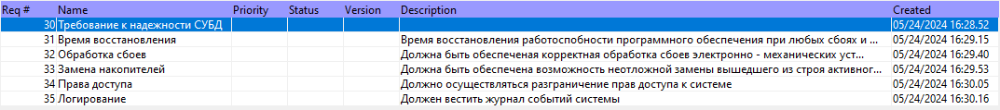 Req # Name Priority Status Version Description Created
30 Требование к надежности СУБД 05/24/2024 16:28.52
31 Время восстановления Время восстановления работоспобности программного обеспечения при любых сбоях и ... 05/24/2024 16:29.15
32 Обработка сбоев Должна быть обеспеченая корректная обработка сбоев электронно - механических уст... 05/24/2024 16:29.40
33 Замена накопителей Должна быть обеспечена возможность неотложной замены вышедшего из строя активног... 05/24/2024 16:29.53
34 Права доступа Должно осуществляться разграничение прав доступа к системе 05/24/2024 16:30.05
35 Логирование Должен вестить журнал событий системы 05/24/2024 16:30.16